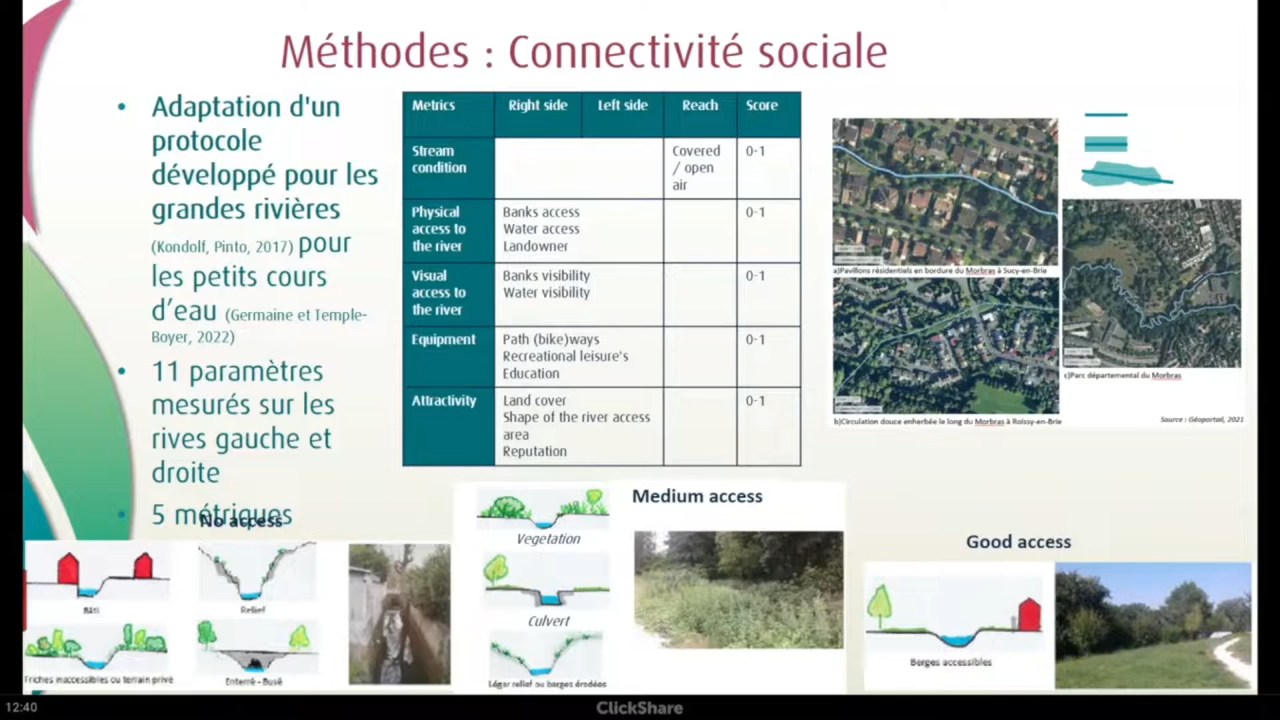 Méthodes : Connectivité sociale
• Adaptation d'un
protocole
développé pour les
grandes rivières
(Kondolf, Pinto, 2017) pour
les petits cours
d'eau (Germaine et Temple-
Boyer, 2022)
• 11 paramètres
mesurés sur les
rives gauche et
droite
• 5 métriques
Metrics Right side Left side Reach Score
Stream
condition
Covered
/ open
air
0-1
Physical
access to
the river
Banks access
Water access
Landowner
0-1
Visual
access to
the river
Banks visibility
Water visibility
0-1
Equipment
Path (bike)ways
Recreational leisure's
Education
0-1
Attractivity
Land cover
Shape of the river access
area
Reputation
0-1
a)Pavillons résidentiels en bordure du Morbras à Sucy-en-Brie
b)Circulation douce enherbée le long du Morbras à Roissy-en-Brie
c)Parc départemental du Morbras
Source : Géoportail, 2021
No access
Bâti
Relief
Friches inaccessibles ou terrain privé
Enterré - Busé
Medium access
Vegetation
Culvert
Léger relief ou berges érodées
Good access
Berges accessibles
12:40
ClickShare